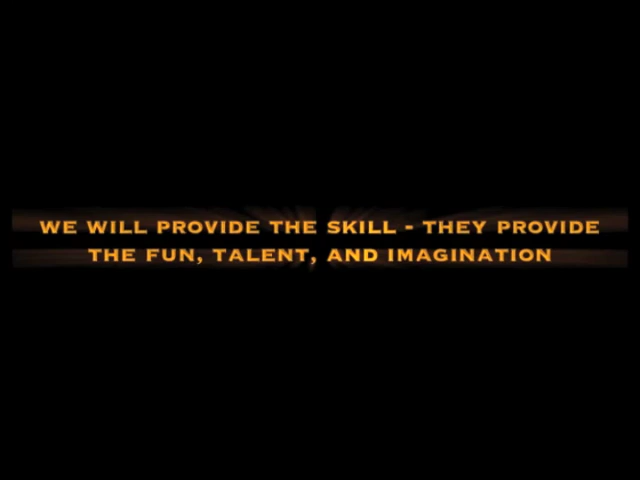 WE WILL PROVIDE THE SKILL - THEY PROVIDE
THE FUN, TALENT, AND IMAGINATION